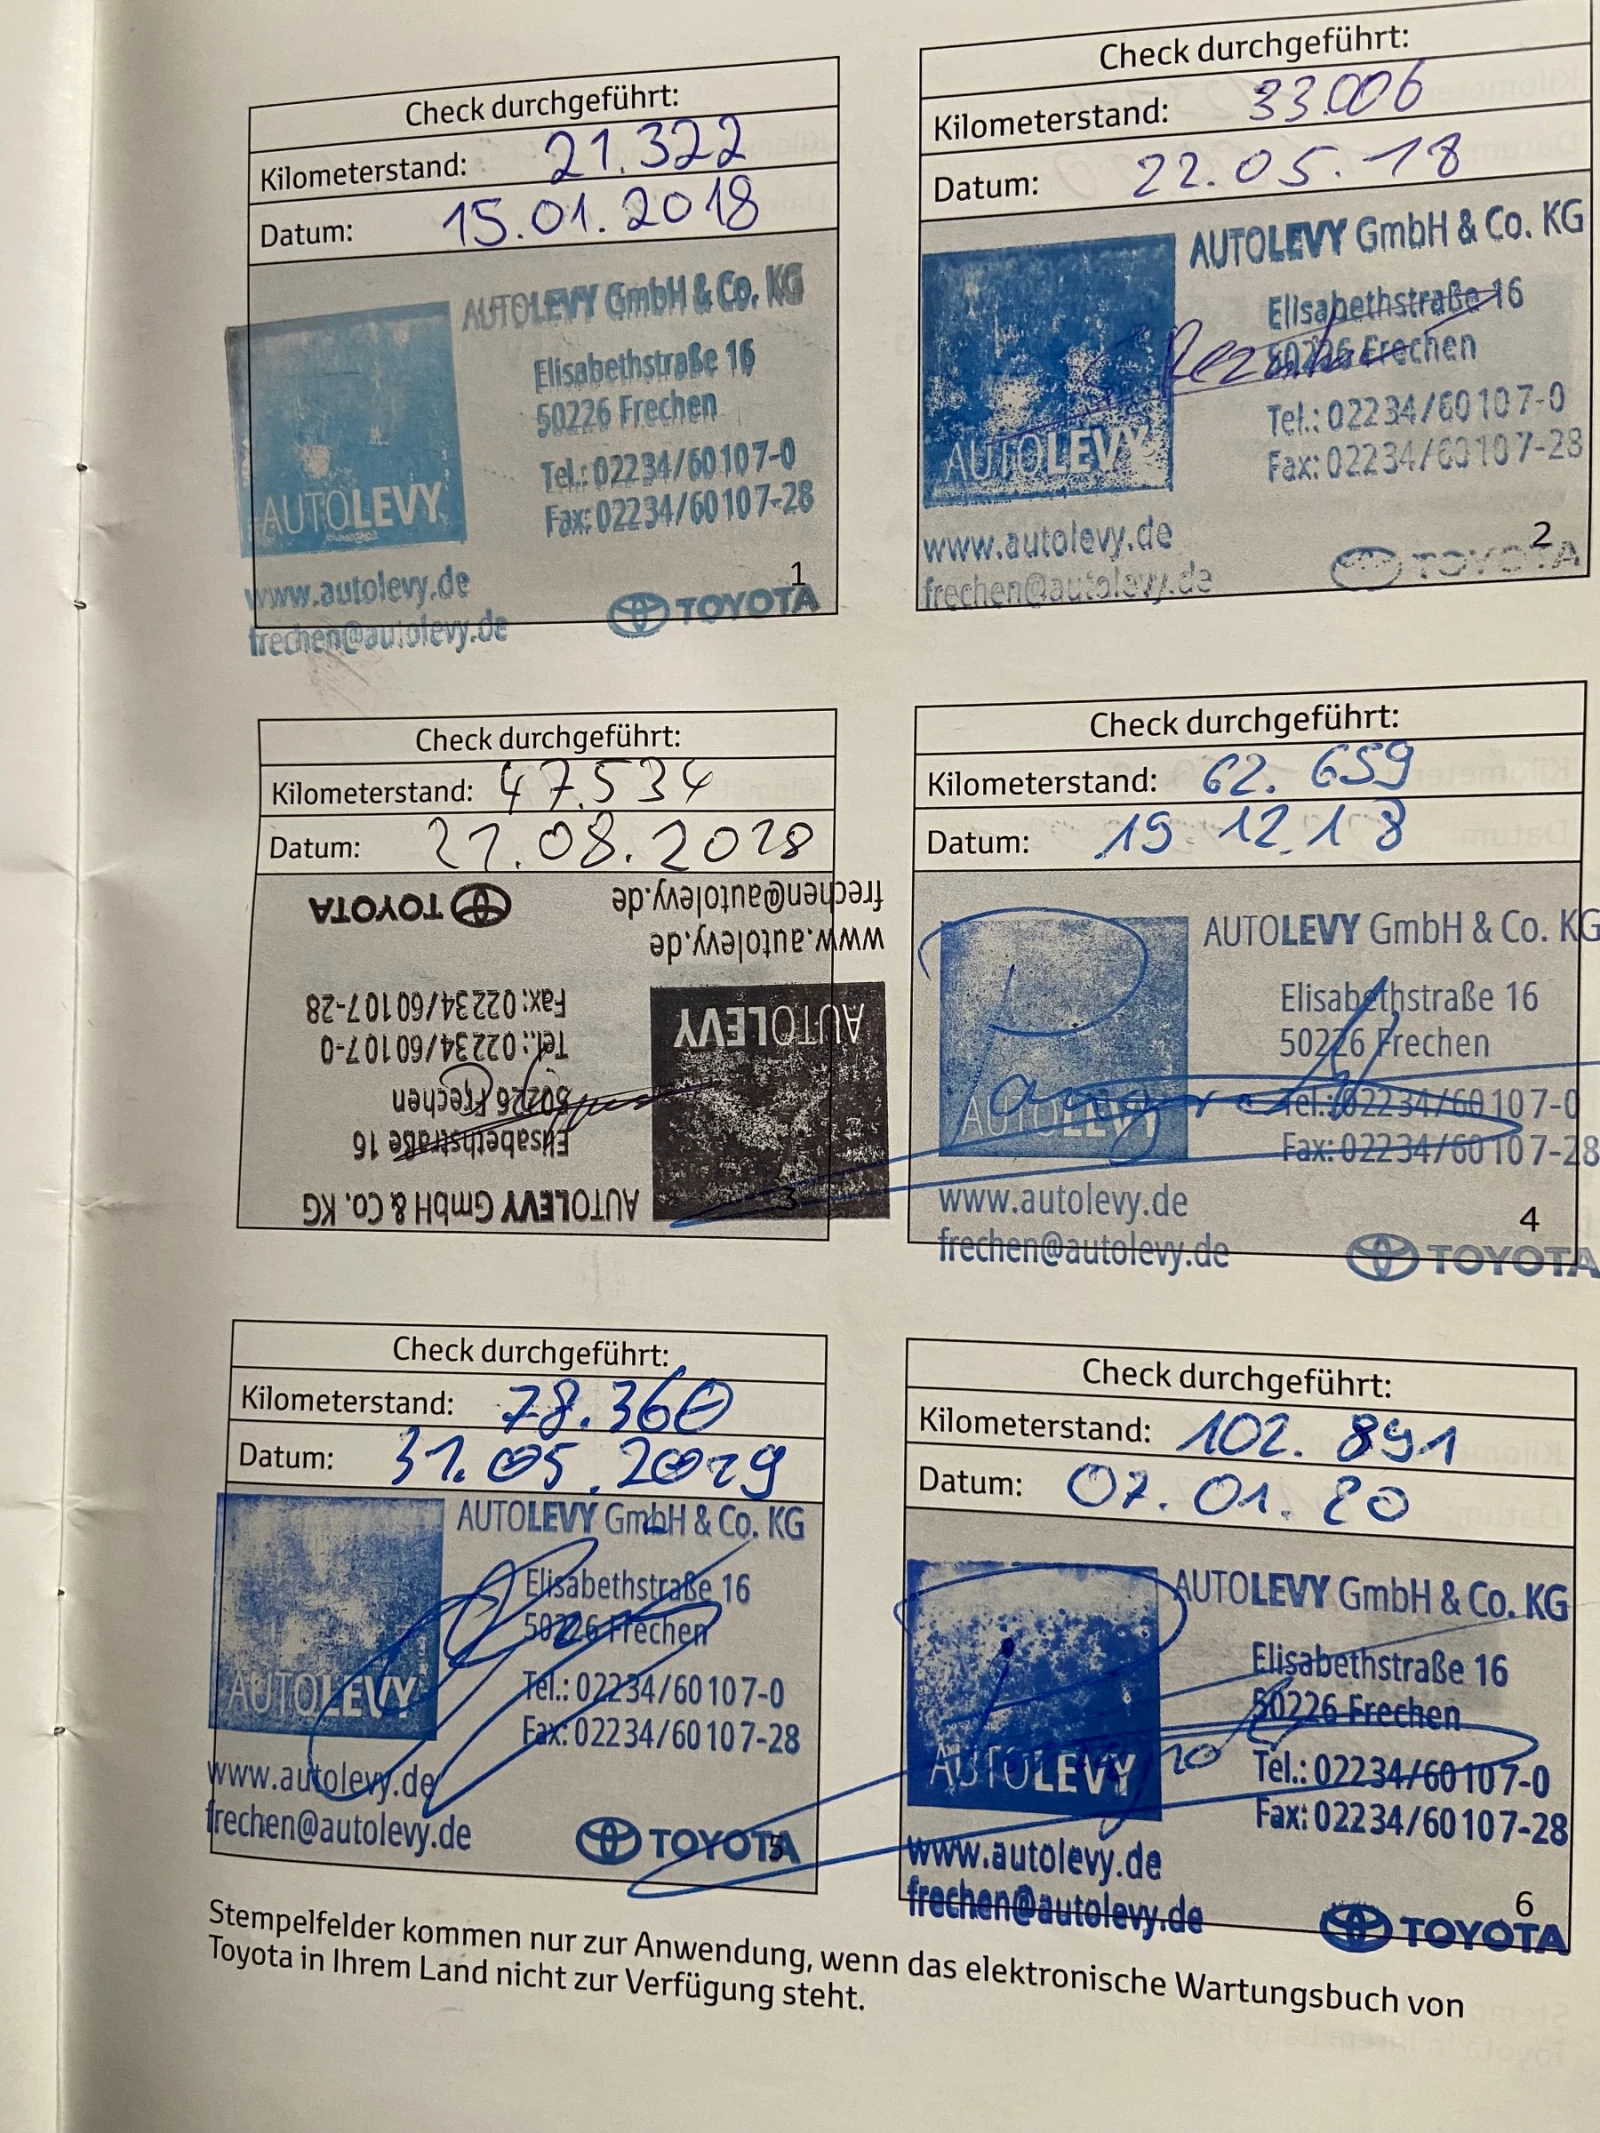 Check durchgeführt:
Kilometerstand: 21.322
Datum: 15.01.2018
AUTOLEVY GmbH & Co. KG
Elisabethstraße 16
50226 Frechen
Tel.: 02234/60107-0
Fax: 02234/60107-28
AUTOLEVY
www.autolevy.de
frechen@autolevy.de
1
TOYOTA
Check durchgeführt:
Kilometerstand: 33.006
Datum: 22.05.18
AUTOLEVY GmbH & Co. KG
Elisabethstraße 16
50226 Frechen
Tel.: 02234/60107-0
Fax: 02234/60107-28
AUTOLEVY
www.autolevy.de
frechen@autolevy.de
2
TOYOTA
Check durchgeführt:
Kilometerstand: 47.534
Datum: 21.08.2018
AUTOLEVY GmbH & Co. KG
Elisabethstraße 16
50226 Frechen
Tel.: 02234/60107-0
Fax: 02234/60107-28
AUTOLEVY
www.autolevy.de
frechen@autolevy.de
TOYOTA
3
Check durchgeführt:
Kilometerstand: 62.659
Datum: 19.12.18
AUTOLEVY GmbH & Co. KG
Elisabethstraße 16
50226 Frechen
Tel.: 02234/60107-0
Fax: 02234/60107-28
AUTOLEVY
www.autolevy.de
frechen@autolevy.de
4
TOYOTA
Check durchgeführt:
Kilometerstand: 78.360
Datum: 31.05.2019
AUTOLEVY GmbH & Co. KG
Elisabethstraße 16
50226 Frechen
Tel.: 02234/60107-0
Fax: 02234/60107-28
AUTOLEVY
www.autolevy.de
frechen@autolevy.de
TOYOTA
5
Check durchgeführt:
Kilometerstand: 102.891
Datum: 07.01.20
AUTOLEVY GmbH & Co. KG
Elisabethstraße 16
50226 Frechen
Tel.: 02234/60107-0
Fax: 02234/60107-28
AUTOLEVY
www.autolevy.de
frechen@autolevy.de
6
TOYOTA
Stempelfelder kommen nur zur Anwendung, wenn das elektronische Wartungsbuch von
Toyota in Ihrem Land nicht zur Verfügung steht.